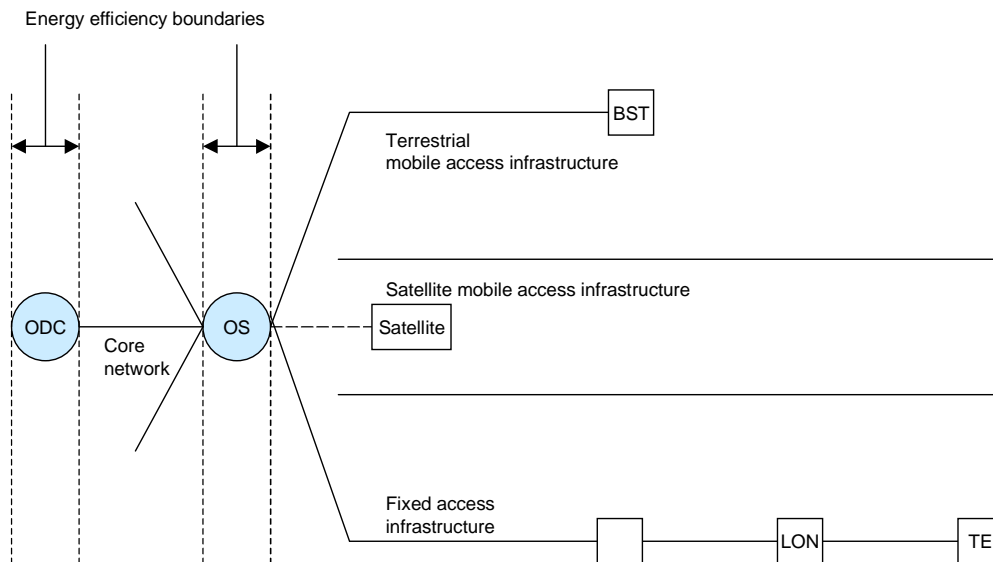 Energy efficiency boundaries
BST
Terrestrial
mobile access infrastructure
Satellite mobile access infrastructure
ODC
OS
Satellite
Core
network
Fixed access
infrastructure
LON
TE